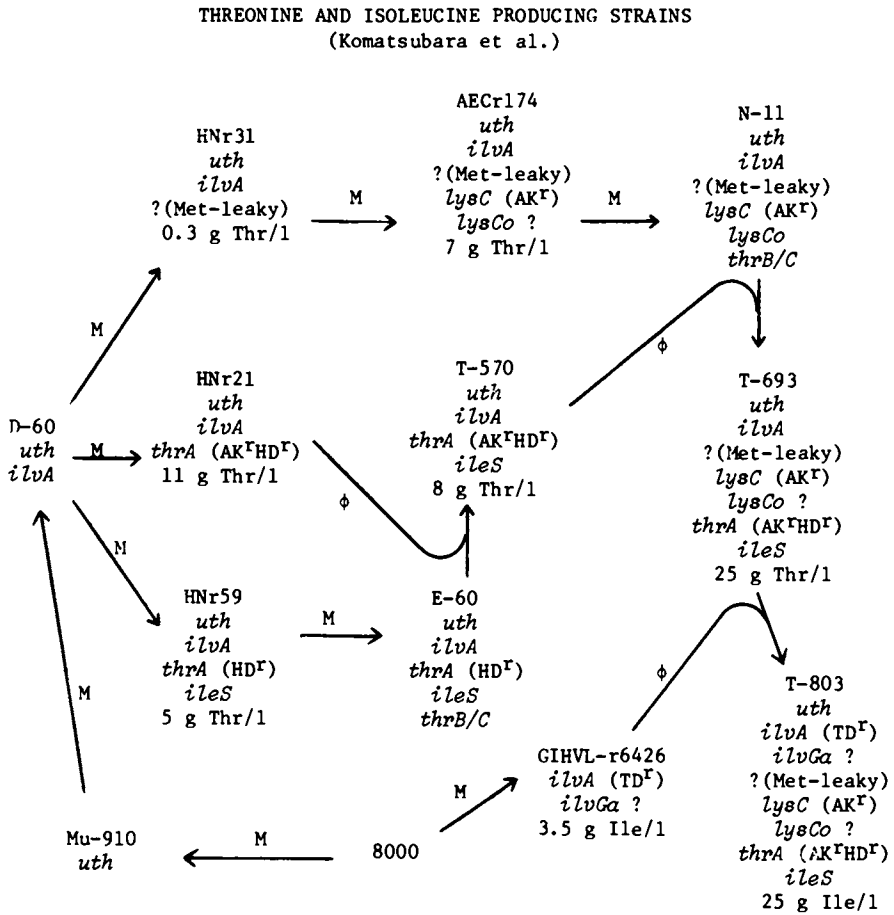 THREONINE AND ISOLEUCINE PRODUCING STRAINS
(Komatsubara et al.)
HNr31
uth
ilvA
?(Met-leaky)
0.3 g Thr/l
M
AECr174
uth
ilvA
?(Met-leaky)
lysC (AKʳ)
lysCo ?
7 g Thr/l
M
N-11
uth
ilvA
?(Met-leaky)
lysC (AKʳ)
lysCo
thrB/C
M
D-60
uth
ilvA
M
HNr21
uth
ilvA
thrA (AKʳHDʳ)
11 g Thr/l
ϕ
T-570
uth
ilvA
thrA (AKʳHDʳ)
ileS
8 g Thr/l
ϕ
T-693
uth
ilvA
?(Met-leaky)
lysC (AKʳ)
lysCo ?
thrA (AKʳHDʳ)
ileS
25 g Thr/l
M
HNr59
uth
ilvA
thrA (HDʳ)
ileS
5 g Thr/l
M
E-60
uth
ilvA
thrA (HDʳ)
ileS
thrB/C
ϕ
T-803
uth
ilvA (TDʳ)
ilvGa ?
?(Met-leaky)
lysC (AKʳ)
lysCo ?
thrA (AKʳHDʳ)
ileS
25 g Ile/l
M
GIHVL-r6426
ilvA (TDʳ)
ilvGa ?
3.5 g Ile/l
M
Mu-910
uth
M
8000